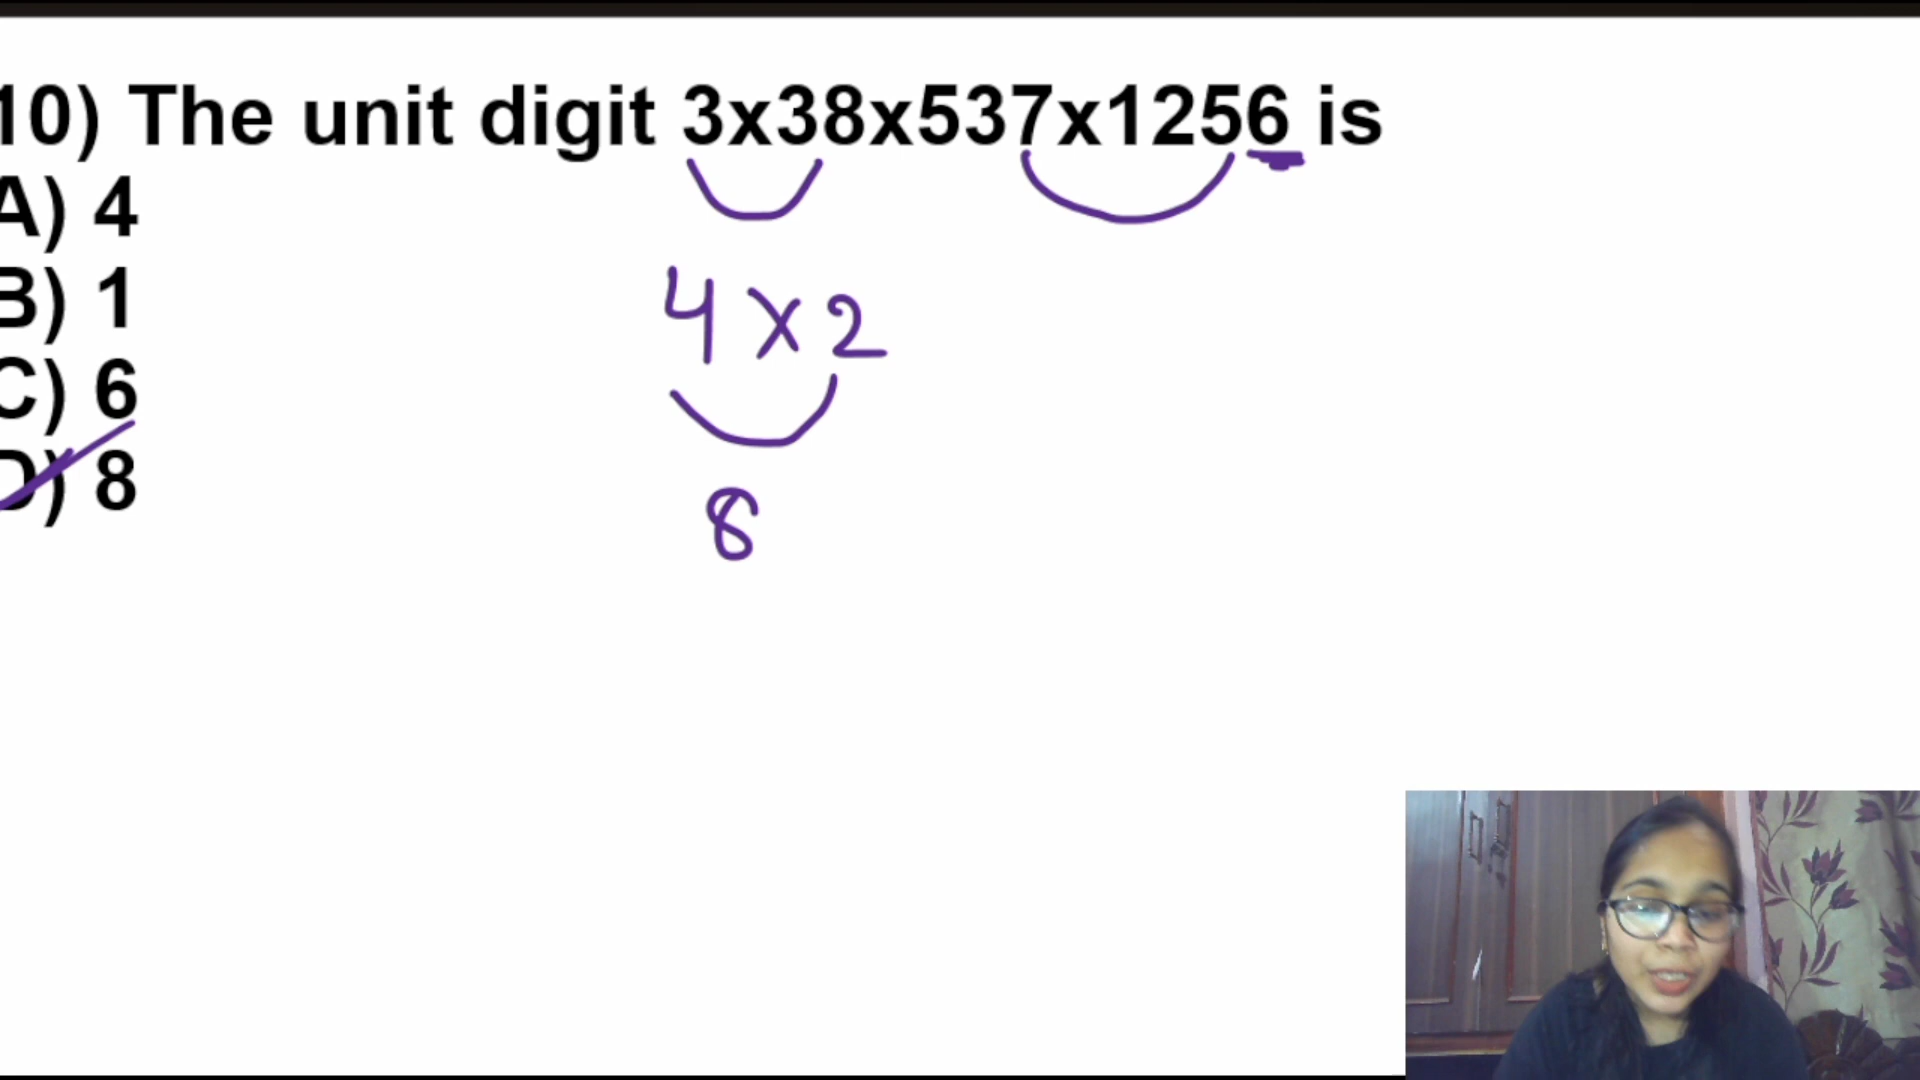 10) The unit digit 3x38x537x1256 is
A) 4
B) 1
C) 6
D) 8
4 x 2
8